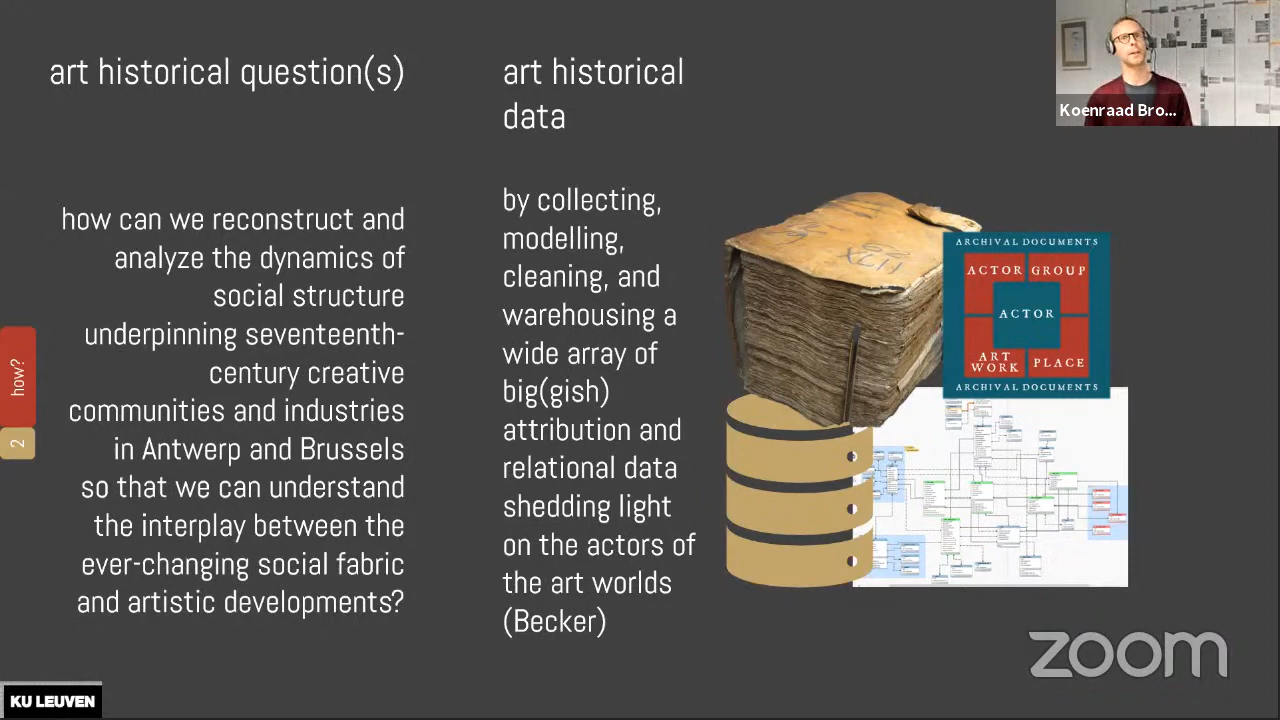 art historical question(s)
how can we reconstruct and
analyze the dynamics of
social structure
underpinning seventeenth-
century creative
communities and industries
in Antwerp and Brussels
so that we can understand
the interplay between the
ever-changing social fabric
and artistic developments?
art historical
data
by collecting,
modelling,
cleaning, and
warehousing a
wide array of
big(gish)
attribution and
relational data
shedding light
on the actors of
the art worlds
(Becker)
XLII
ARCHIVAL DOCUMENTS
ACTOR GROUP
ACTOR
ART
WORK
PLACE
ARCHIVAL DOCUMENTS
Koenraad Bro...
how?
2
KU LEUVEN
zoom